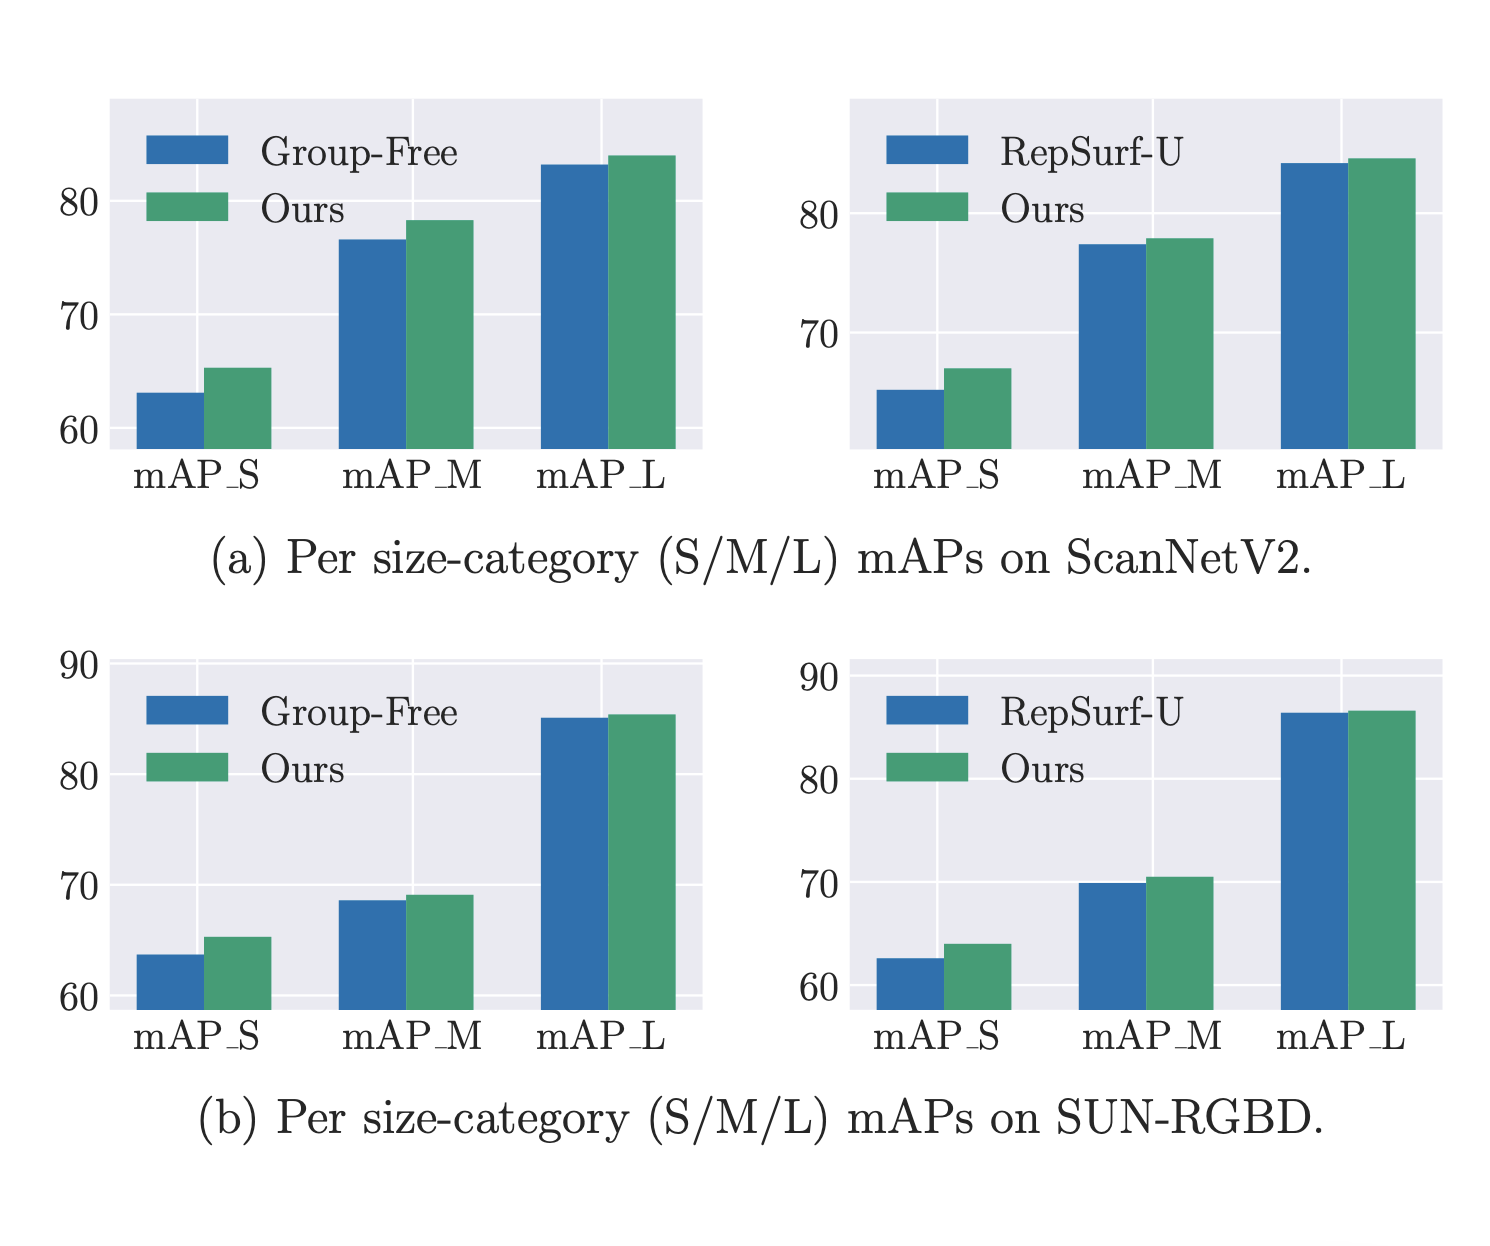 Group-Free
Ours
80
70
60
mAP_S mAP_M mAP_L
RepSurf-U
Ours
80
70
mAP_S mAP_M mAP_L
(a) Per size-category (S/M/L) mAPs on ScanNetV2.
90
Group-Free
Ours
80
70
60
mAP_S mAP_M mAP_L
90
RepSurf-U
Ours
80
70
60
mAP_S mAP_M mAP_L
(b) Per size-category (S/M/L) mAPs on SUN-RGBD.